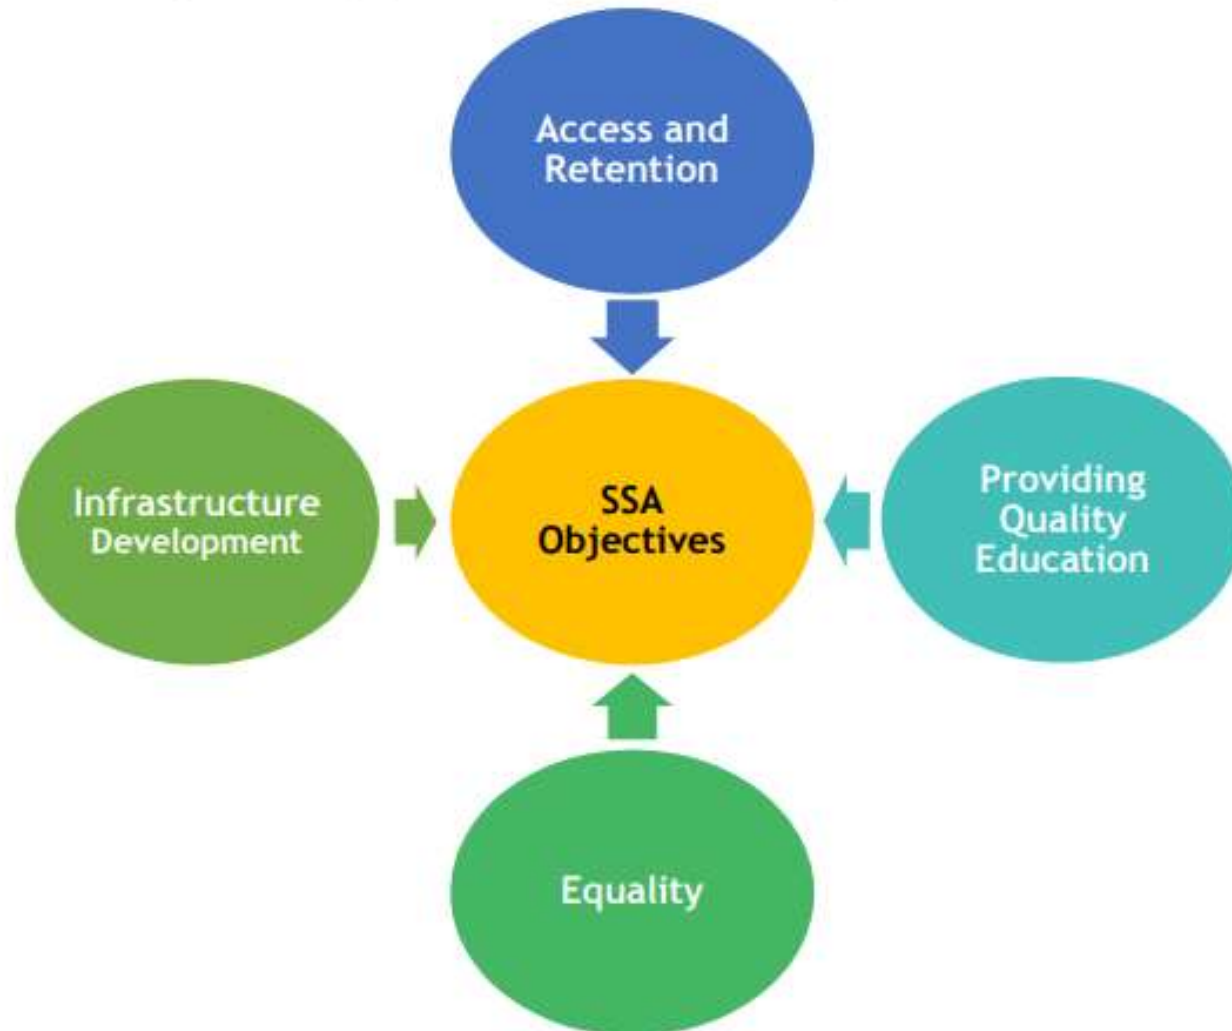 Access and
Retention
Infrastructure
Development
SSA
Objectives
Providing
Quality
Education
Equality